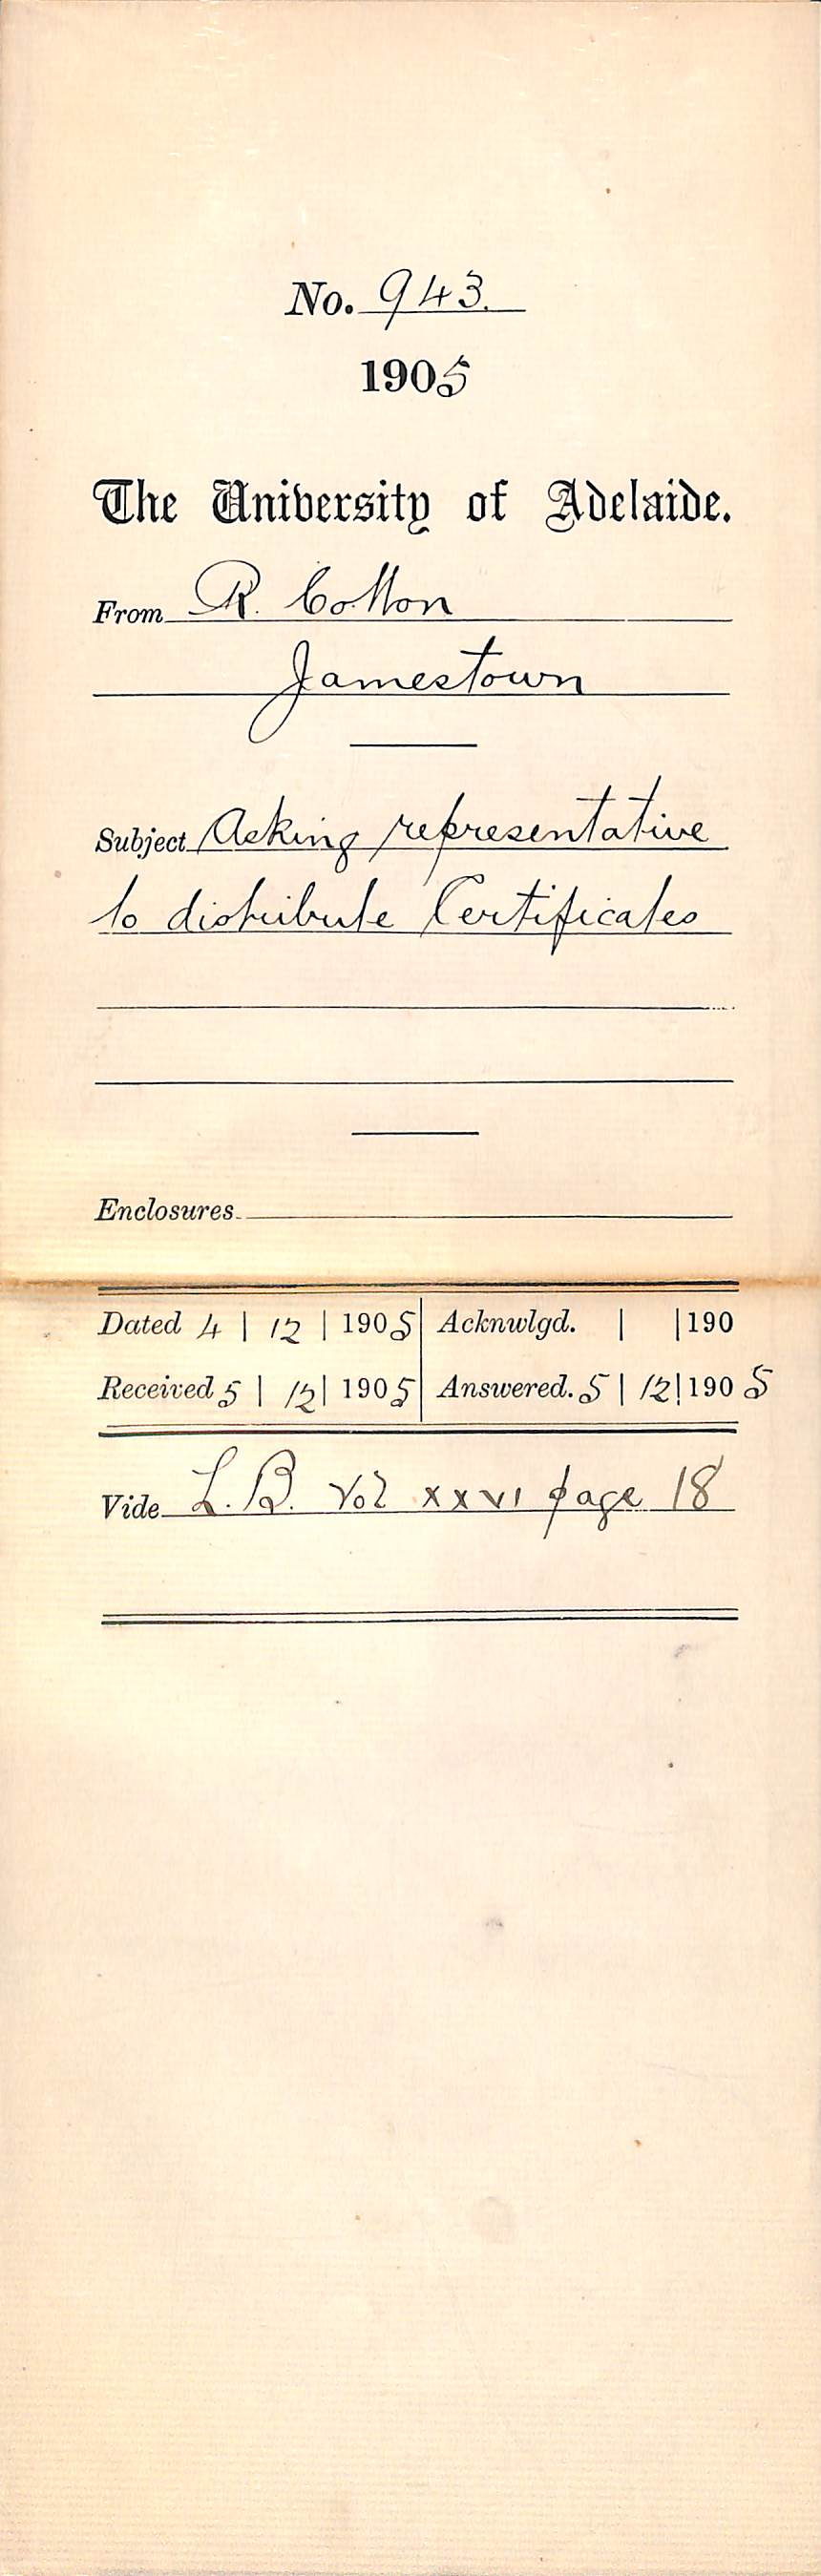 No. 943.
1905
The University of Adelaide.
From R. Cotton
Jamestown
Subject Asking representative
to distribute Certificates
Enclosures
Dated 4 | 12 | 1905 Acknwlgd. | | 190
Received 5 | 12 | 1905 Answered. 5 | 12 | 1905
Vide L.B. Vol xxvi page 18